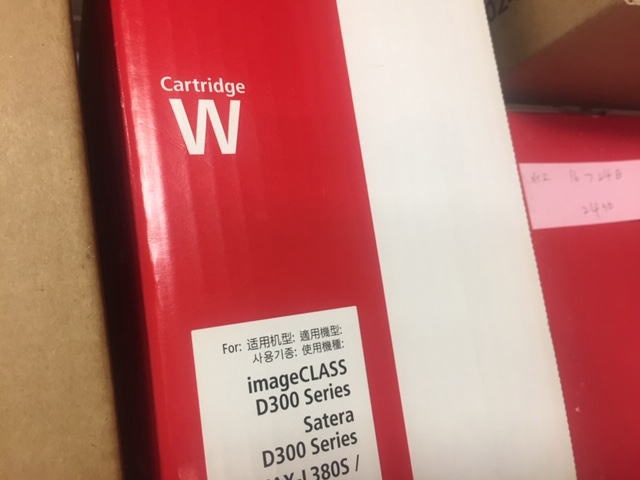 Cartridge
W
For: 适用机型: 適用機型:
사용기종: 使用機種:
imageCLASS
D300 Series
Satera
D300 Series
L380S /